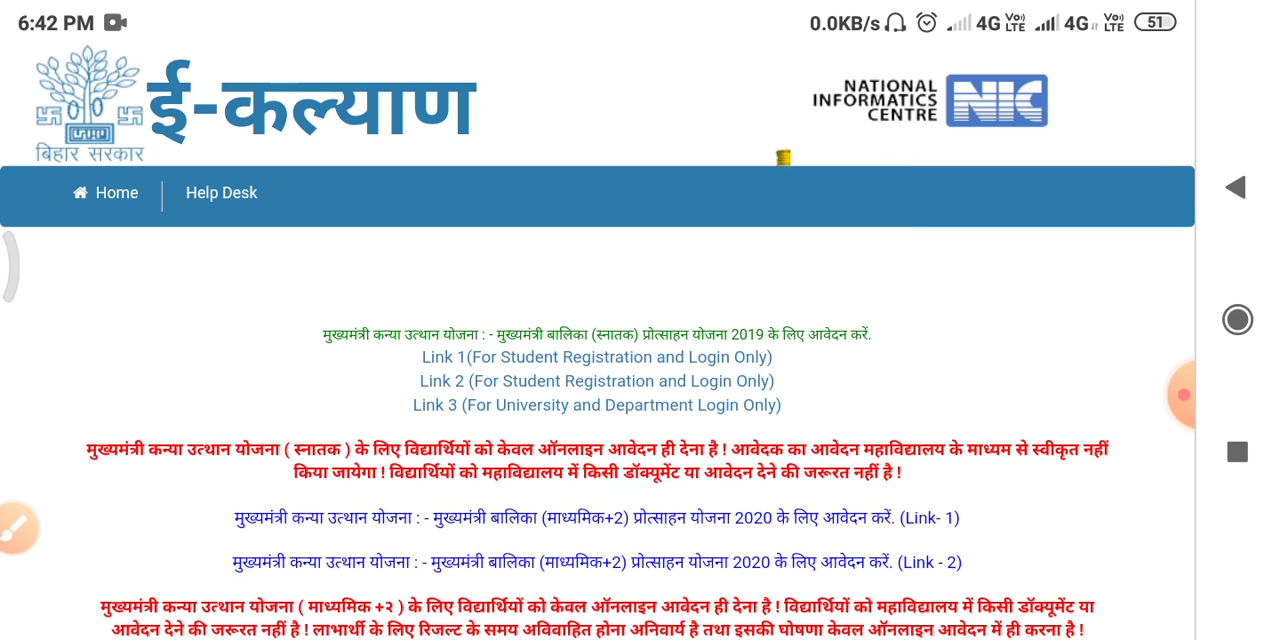 6:42 PM 0.0KB/s 4G Vo) LTE 4G Vo) LTE 51
ई-कल्याण
बिहार सरकार
NATIONAL
INFORMATICS
CENTRE
NIC
Home Help Desk
मुख्यमंत्री कन्या उत्थान योजना : - मुख्यमंत्री बालिका (स्नातक) प्रोत्साहन योजना 2019 के लिए आवेदन करें.
Link 1(For Student Registration and Login Only)
Link 2 (For Student Registration and Login Only)
Link 3 (For University and Department Login Only)
मुख्यमंत्री कन्या उत्थान योजना ( स्नातक ) के लिए विद्यार्थियों को केवल ऑनलाइन आवेदन ही देना है ! आवेदक का आवेदन महाविद्यालय के माध्यम से स्वीकृत नहीं
किया जायेगा ! विद्यार्थियों को महाविद्यालय में किसी डॉक्यूमेंट या आवेदन देने की जरूरत नहीं है !
मुख्यमंत्री कन्या उत्थान योजना : - मुख्यमंत्री बालिका (माध्यमिक+2) प्रोत्साहन योजना 2020 के लिए आवेदन करें. (Link- 1)
मुख्यमंत्री कन्या उत्थान योजना : - मुख्यमंत्री बालिका (माध्यमिक+2) प्रोत्साहन योजना 2020 के लिए आवेदन करें. (Link - 2)
मुख्यमंत्री कन्या उत्थान योजना ( माध्यमिक +२ ) के लिए विद्यार्थियों को केवल ऑनलाइन आवेदन ही देना है ! विद्यार्थियों को महाविद्यालय में किसी डॉक्यूमेंट या
आवेदन देने की जरूरत नहीं है ! लाभार्थी के लिए रिजल्ट के समय अविवाहित होना अनिवार्य है तथा इसकी घोषणा केवल ऑनलाइन आवेदन में ही करना है !